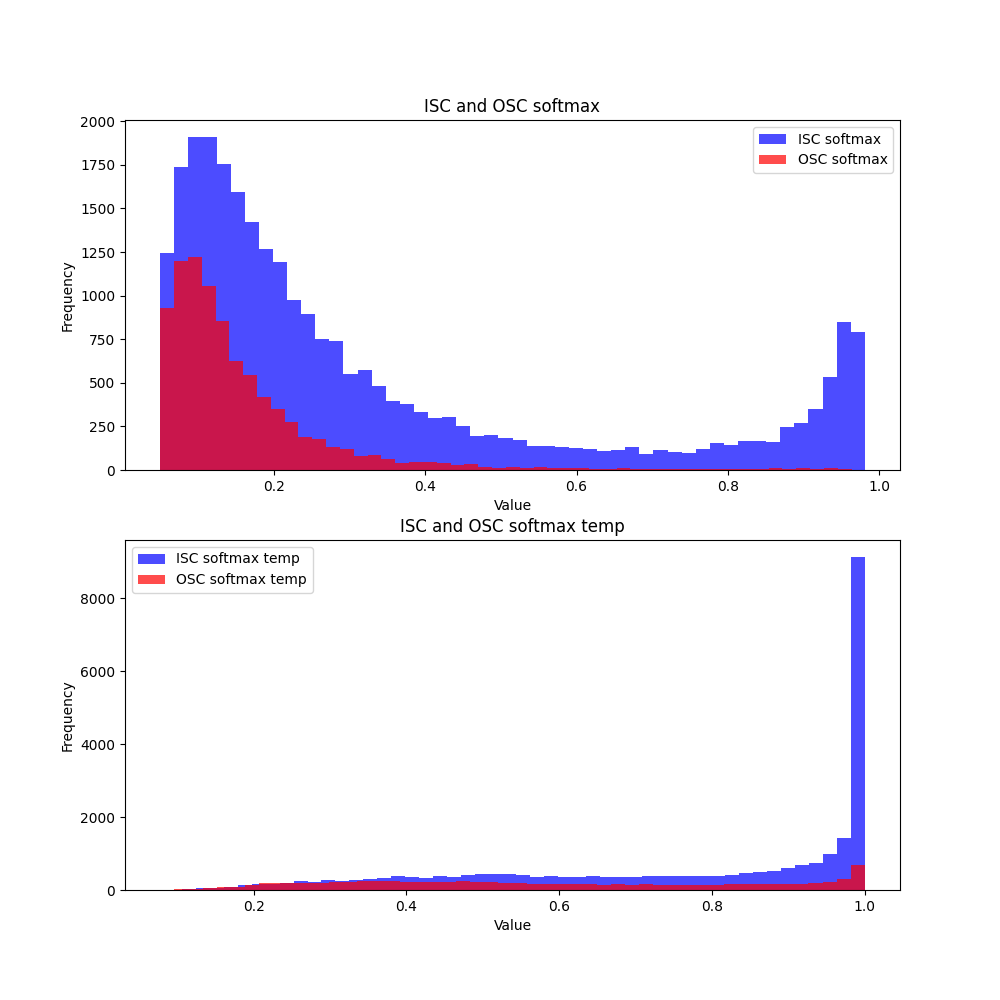 ISC and OSC softmax
2000
1750
1500
1250
1000
750
500
250
0
Frequency
ISC softmax
OSC softmax
0.2 0.4 0.6 0.8 1.0
Value
ISC and OSC softmax temp
8000
6000
4000
2000
0
Frequency
ISC softmax temp
OSC softmax temp
0.2 0.4 0.6 0.8 1.0
Value